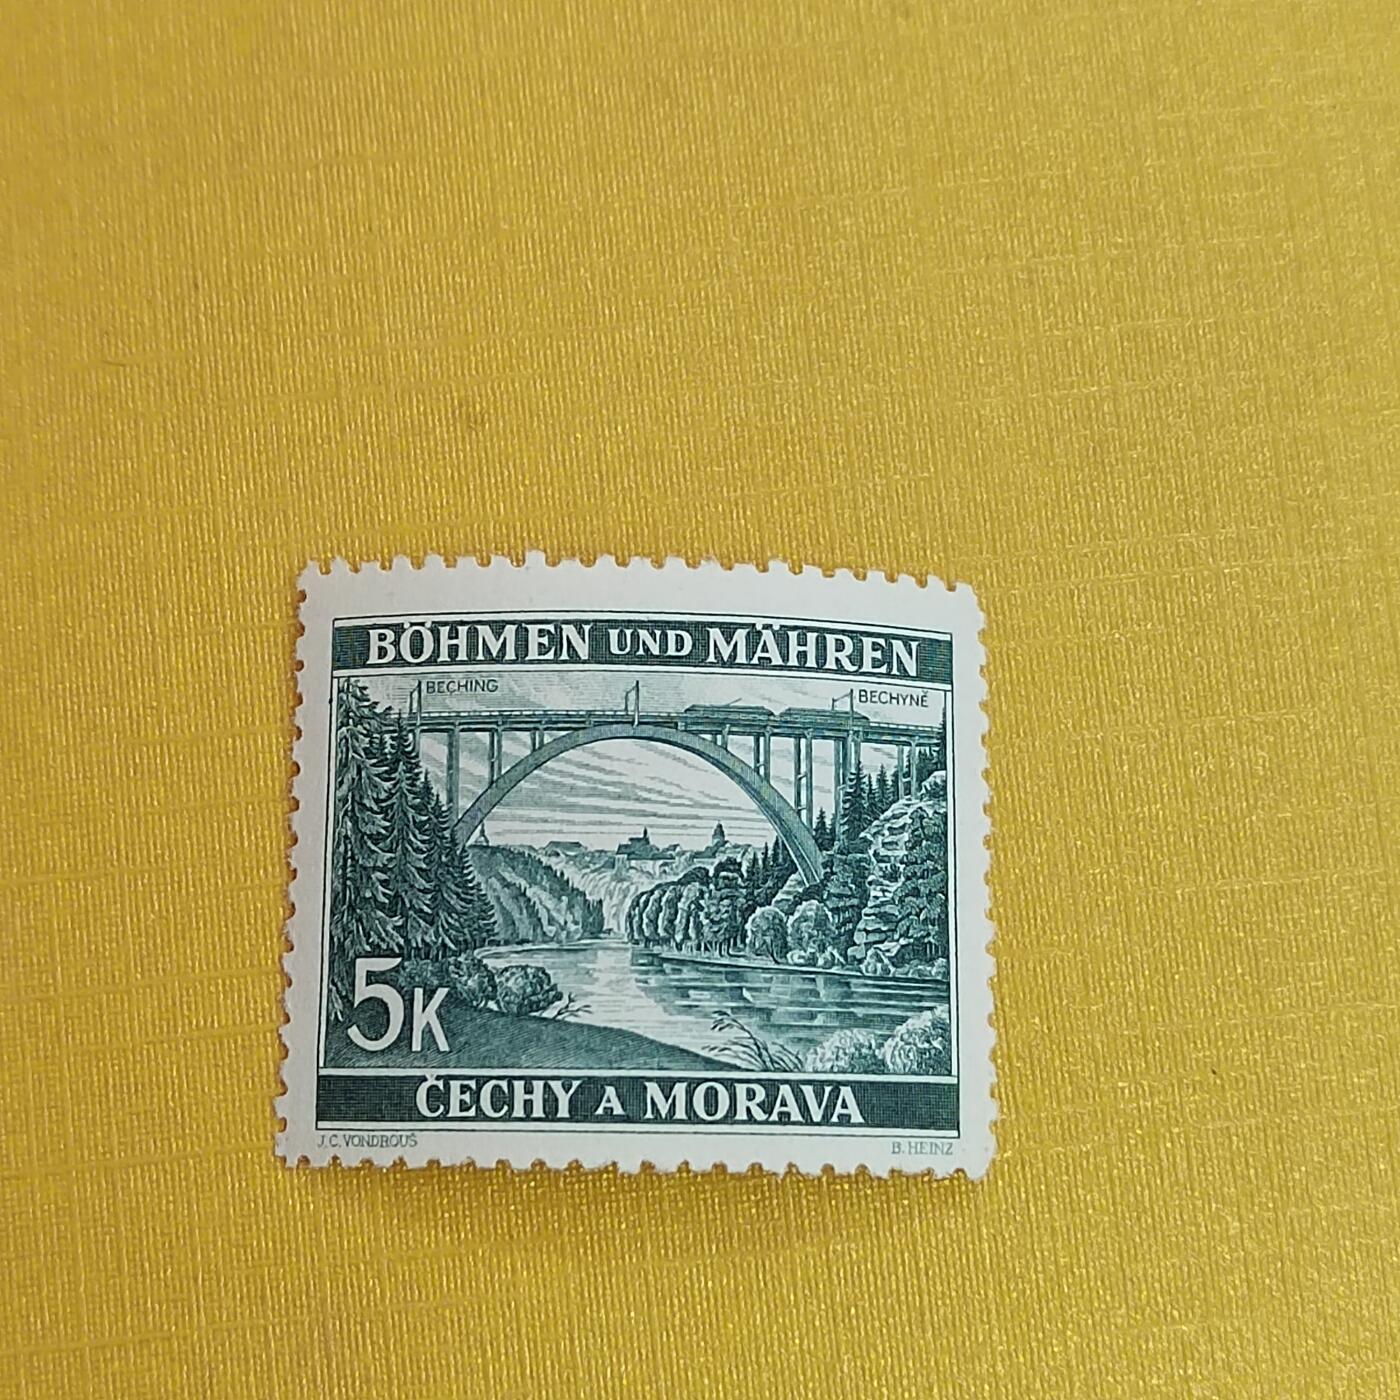 BÖHMEN UND MÄHREN
BECHING
BECHYNĚ
5K
ČECHY A MORAVA
J.C.VONDROUŠ
B.HEINZ